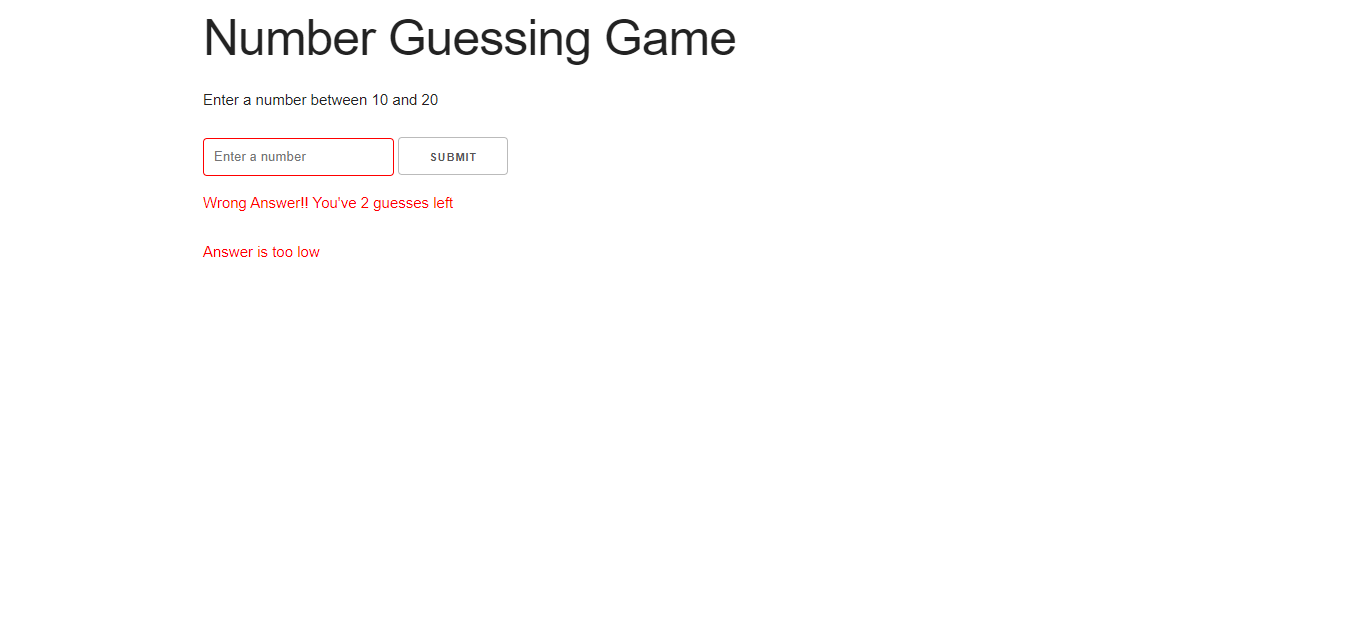 Number Guessing Game
Enter a number between 10 and 20
Enter a number
SUBMIT
Wrong Answer!! You've 2 guesses left
Answer is too low